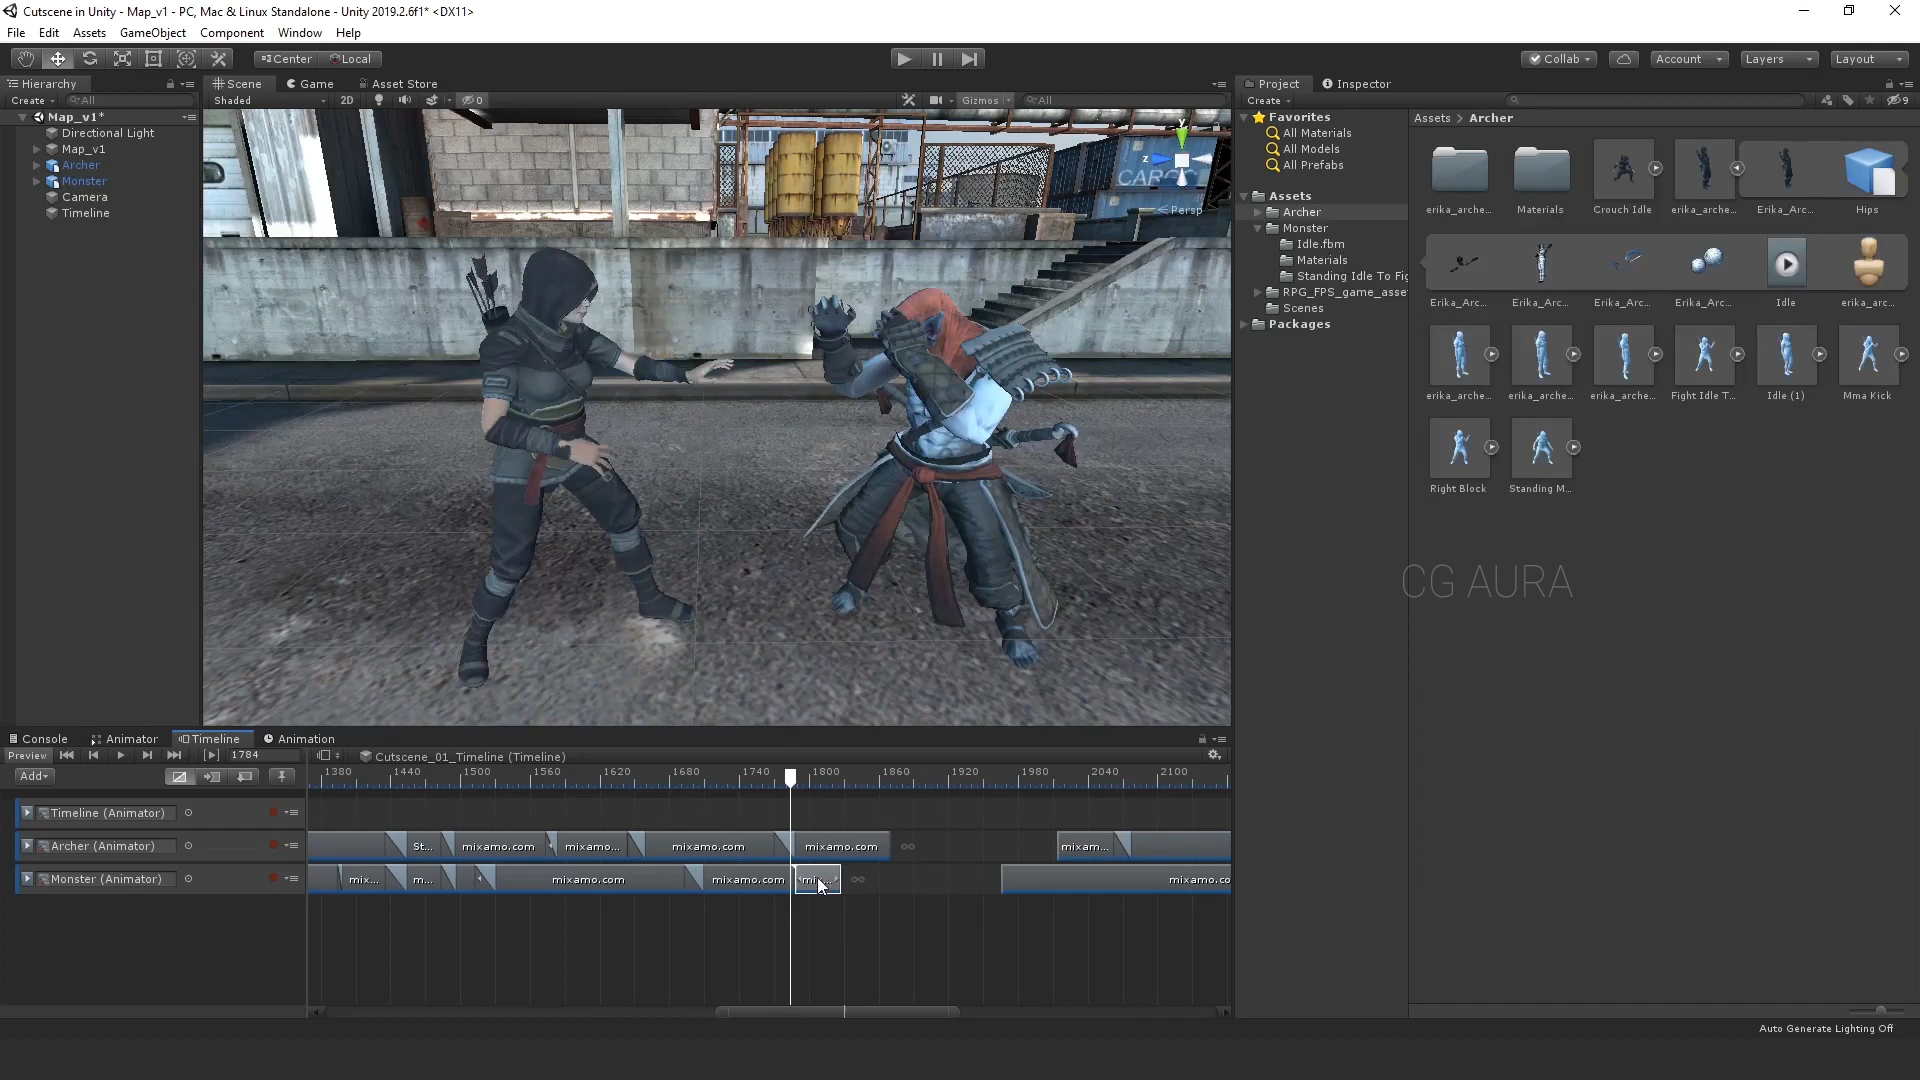 Cutscene in Unity - Map_v1 - PC, Mac & Linux Standalone - Unity 2019.2.6f1* <DX11>
File Edit Assets GameObject Component Window Help
Center Local Collab Account Layers Layout
Hierarchy
Create All
Map_v1*
Directional Light
Map_v1
Archer
Monster
Camera
Timeline
Scene Game Asset Store
Shaded 2D 0 Gizmos All
y
z
Persp
Project Inspector
Create 9
Favorites
All Materials
All Models
All Prefabs
Assets
Archer
Monster
Idle.fbm
Materials
Standing Idle To Fig
RPG_FPS_game_asse
Scenes
Packages
Assets > Archer
erika_arche... Materials Crouch Idle erika_arche... Erika_Arc... Hips
Erika_Arc... Erika_Arc... Erika_Arc... Erika_Arc... Idle erika_arc...
erika_arche... erika_arche... erika_arche... Fight Idle T... Idle (1) Mma Kick
Right Block Standing M...
CG AURA
Console Animator Timeline Animation
Preview 1784 Cutscene_01_Timeline (Timeline)
Add
1380 1440 1500 1560 1620 1680 1740 1800 1860 1920 1980 2040 2100
Timeline (Animator)
Archer (Animator) St... mixamo.com mixamo... mixamo.com mixamo.com mixam...
Monster (Animator) mix... m... mixamo.com mixamo.com mixamo.co
Auto Generate Lighting Off